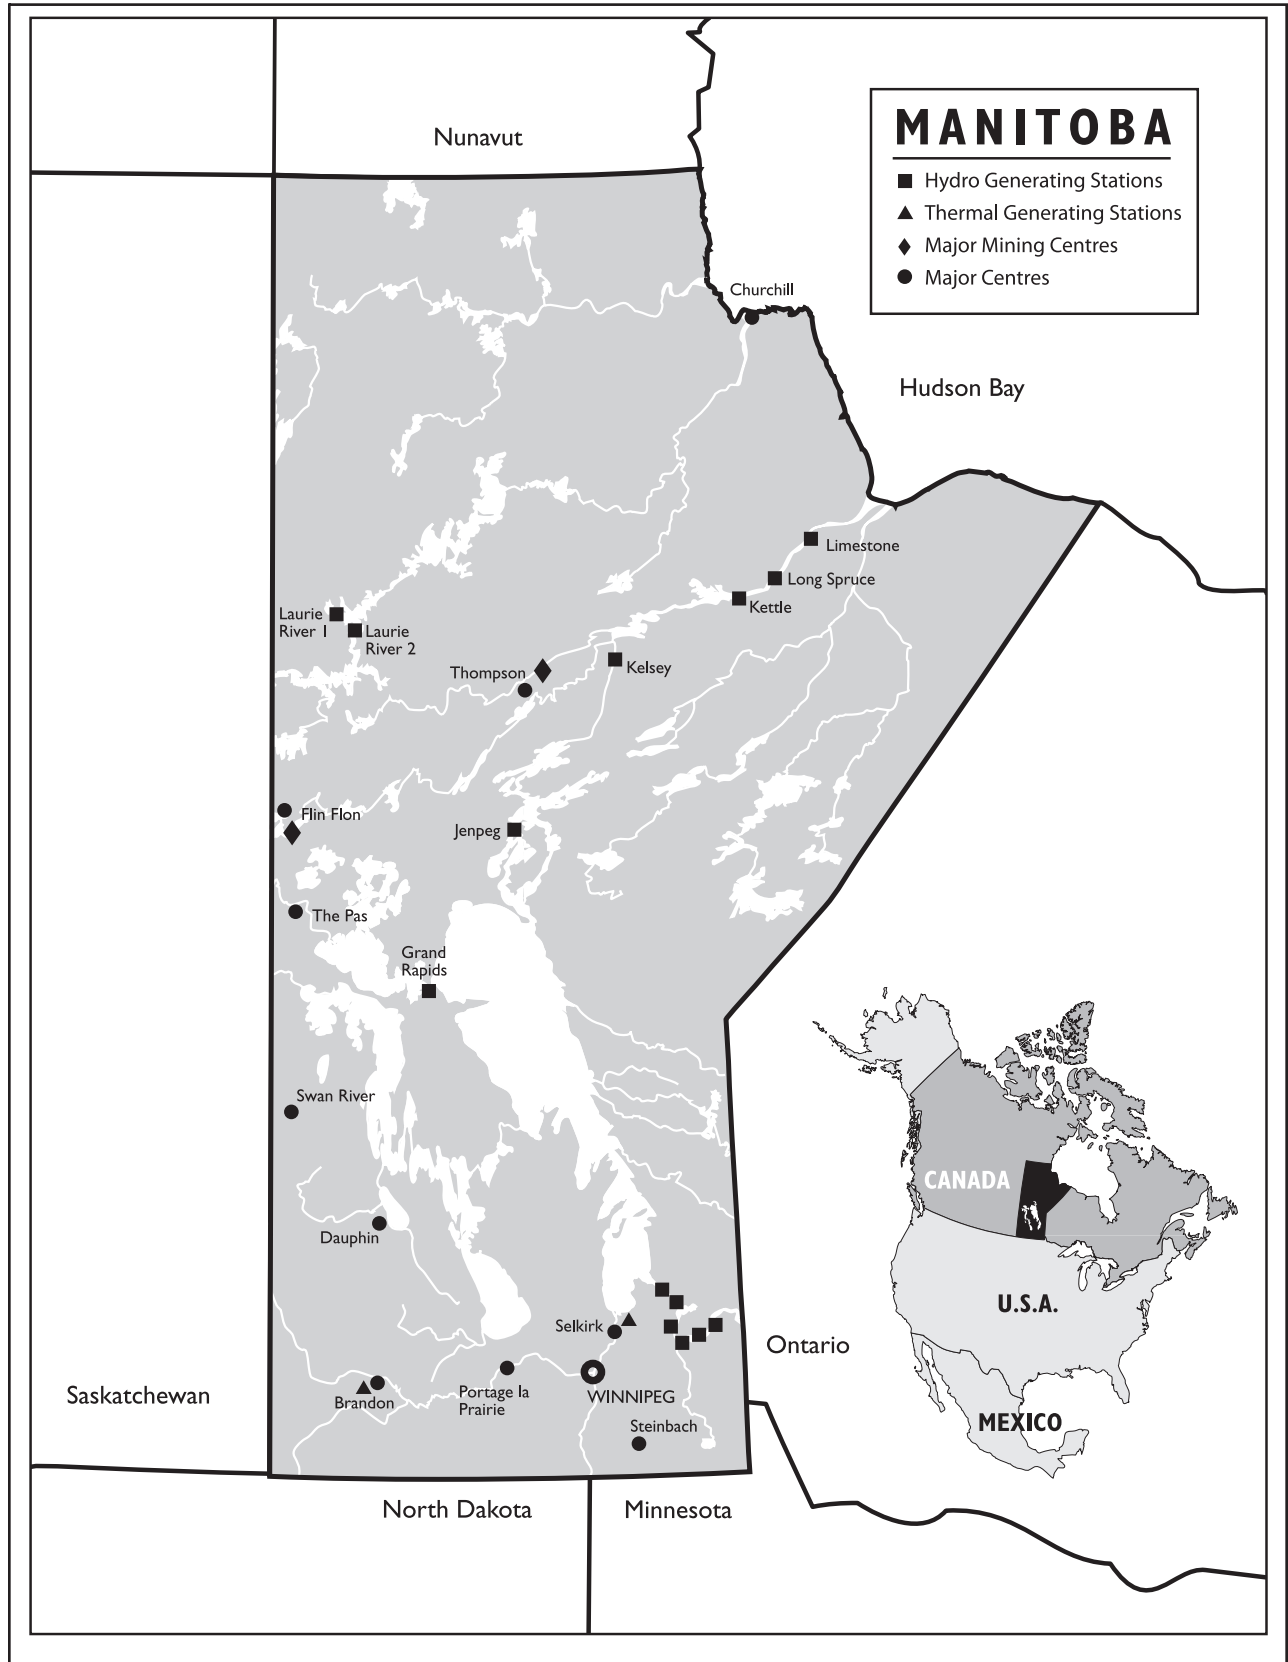 Nunavut
MANITOBA
Hydro Generating Stations
Thermal Generating Stations
Major Mining Centres
Major Centres
Churchill
Hudson Bay
Limestone
Long Spruce
Kettle
Laurie
River 1
Laurie
River 2
Thompson
Kelsey
Flin Flon
Jenpeg
The Pas
Grand
Rapids
Swan River
CANADA
Dauphin
U.S.A.
Selkirk
Ontario
Saskatchewan
Brandon
Portage la
Prairie
WINNIPEG
MEXICO
Steinbach
North Dakota
Minnesota